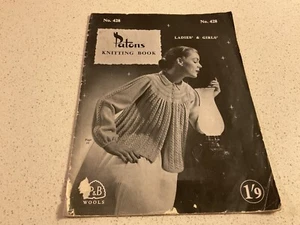 No. 428
No. 428
Patons
KNITTING BOOK
LADIES' & GIRLS'
P&B
WOOLS
1'9